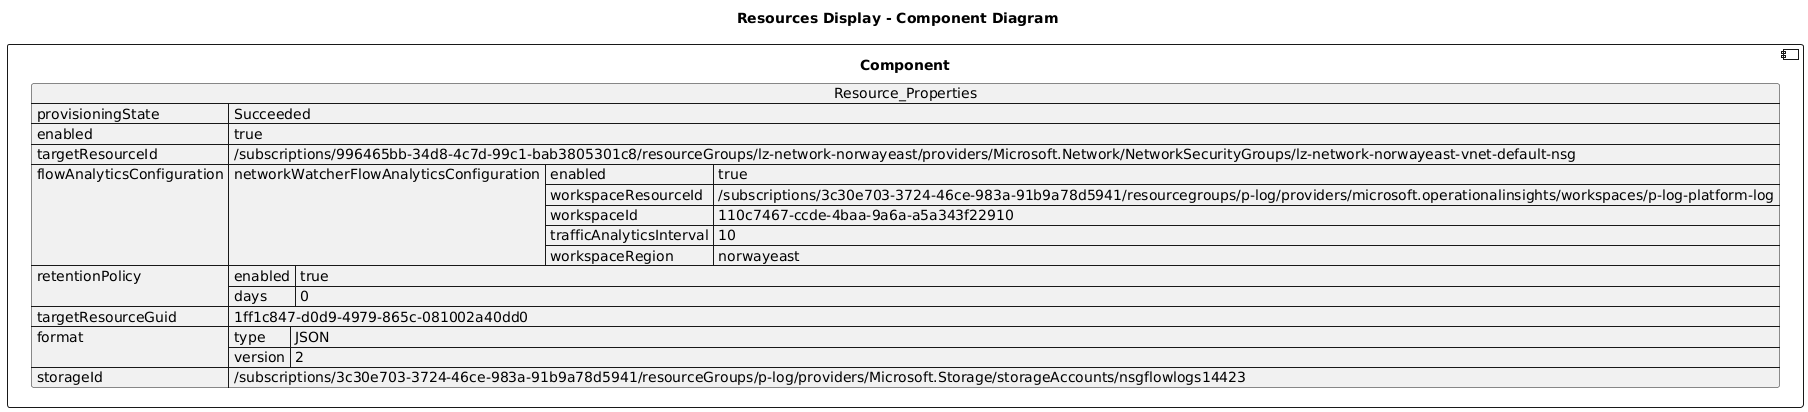 Resources Display - Component Diagram
Component
Resource_Properties
provisioningState Succeeded
enabled true
targetResourceId /subscriptions/996465bb-34d8-4c7d-99c1-bab3805301c8/resourceGroups/lz-network-norwayeast/providers/Microsoft.Network/NetworkSecurityGroups/lz-network-norwayeast-vnet-default-nsg
flowAnalyticsConfiguration networkWatcherFlowAnalyticsConfiguration enabled true
workspaceResourceId /subscriptions/3c30e703-3724-46ce-983a-91b9a78d5941/resourcegroups/p-log/providers/microsoft.operationalinsights/workspaces/p-log-platform-log
workspaceId 110c7467-ccde-4baa-9a6a-a5a343f22910
trafficAnalyticsInterval 10
workspaceRegion norwayeast
retentionPolicy enabled true
days 0
targetResourceGuid 1ff1c847-d0d9-4979-865c-081002a40dd0
format type JSON
version 2
storageId /subscriptions/3c30e703-3724-46ce-983a-91b9a78d5941/resourceGroups/p-log/providers/Microsoft.Storage/storageAccounts/nsgflowlogs14423